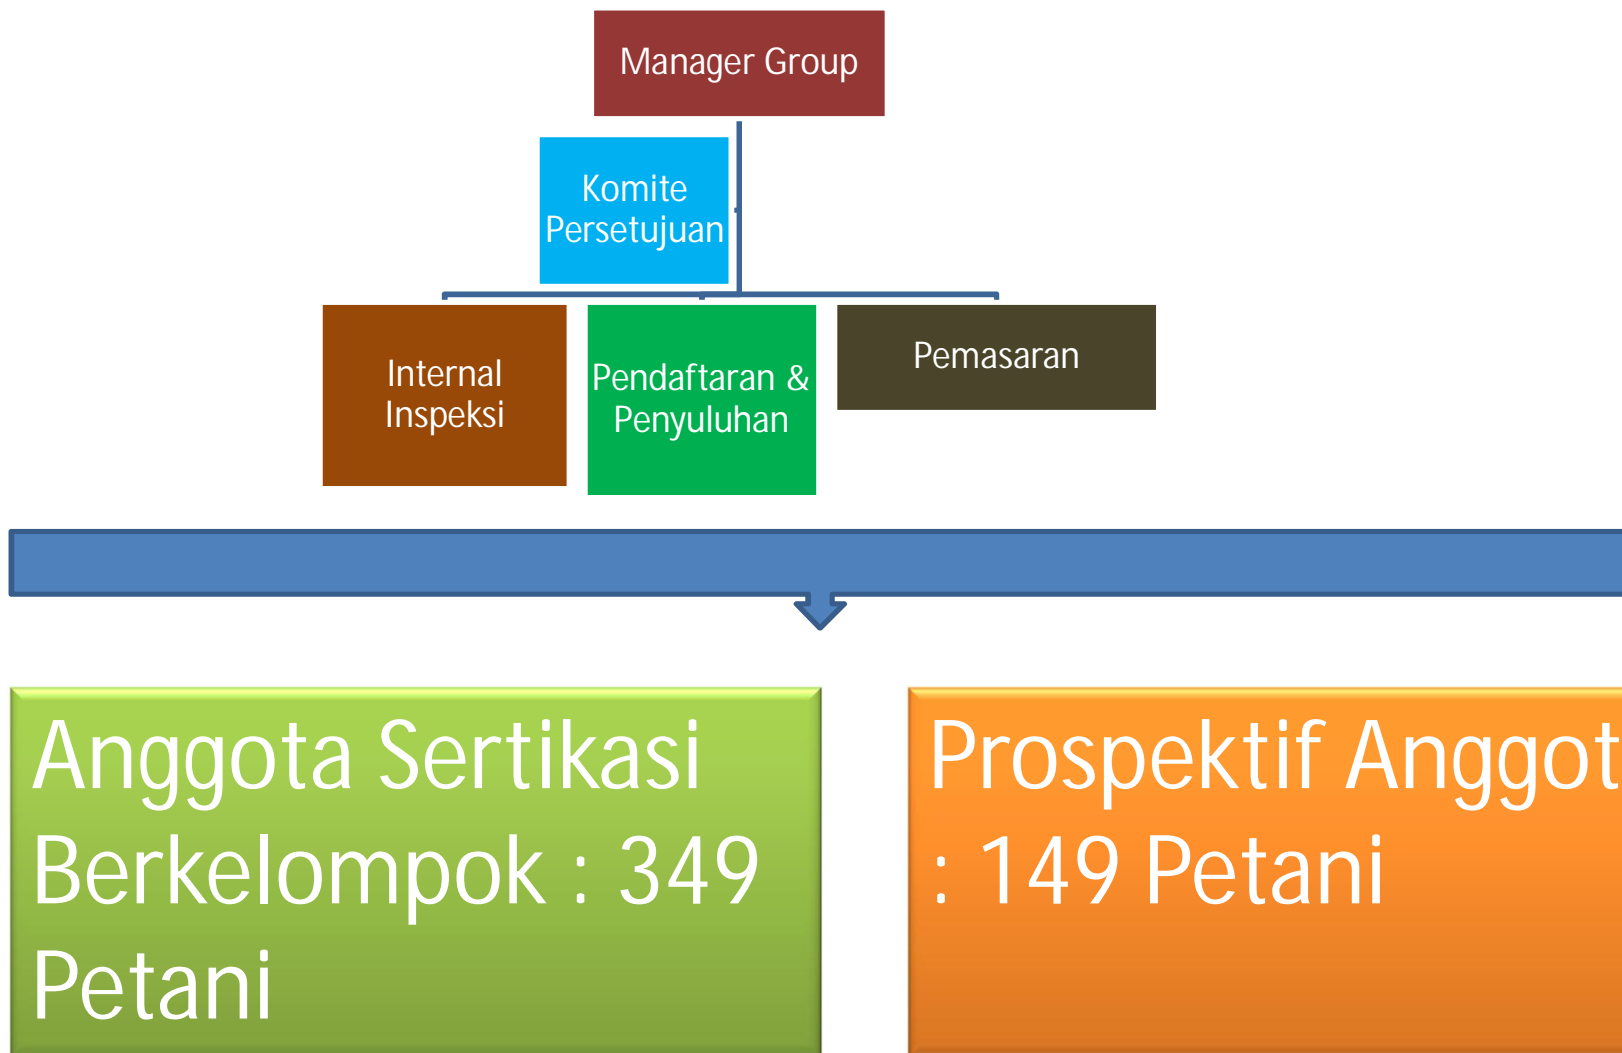 Manager Group
Komite
Persetujuan
Internal
Inspeksi
Pendaftaran &
Penyuluhan
Pemasaran
Anggota Sertikasi
Berkelompok : 349
Petani
Prospektif Anggot
: 149 Petani